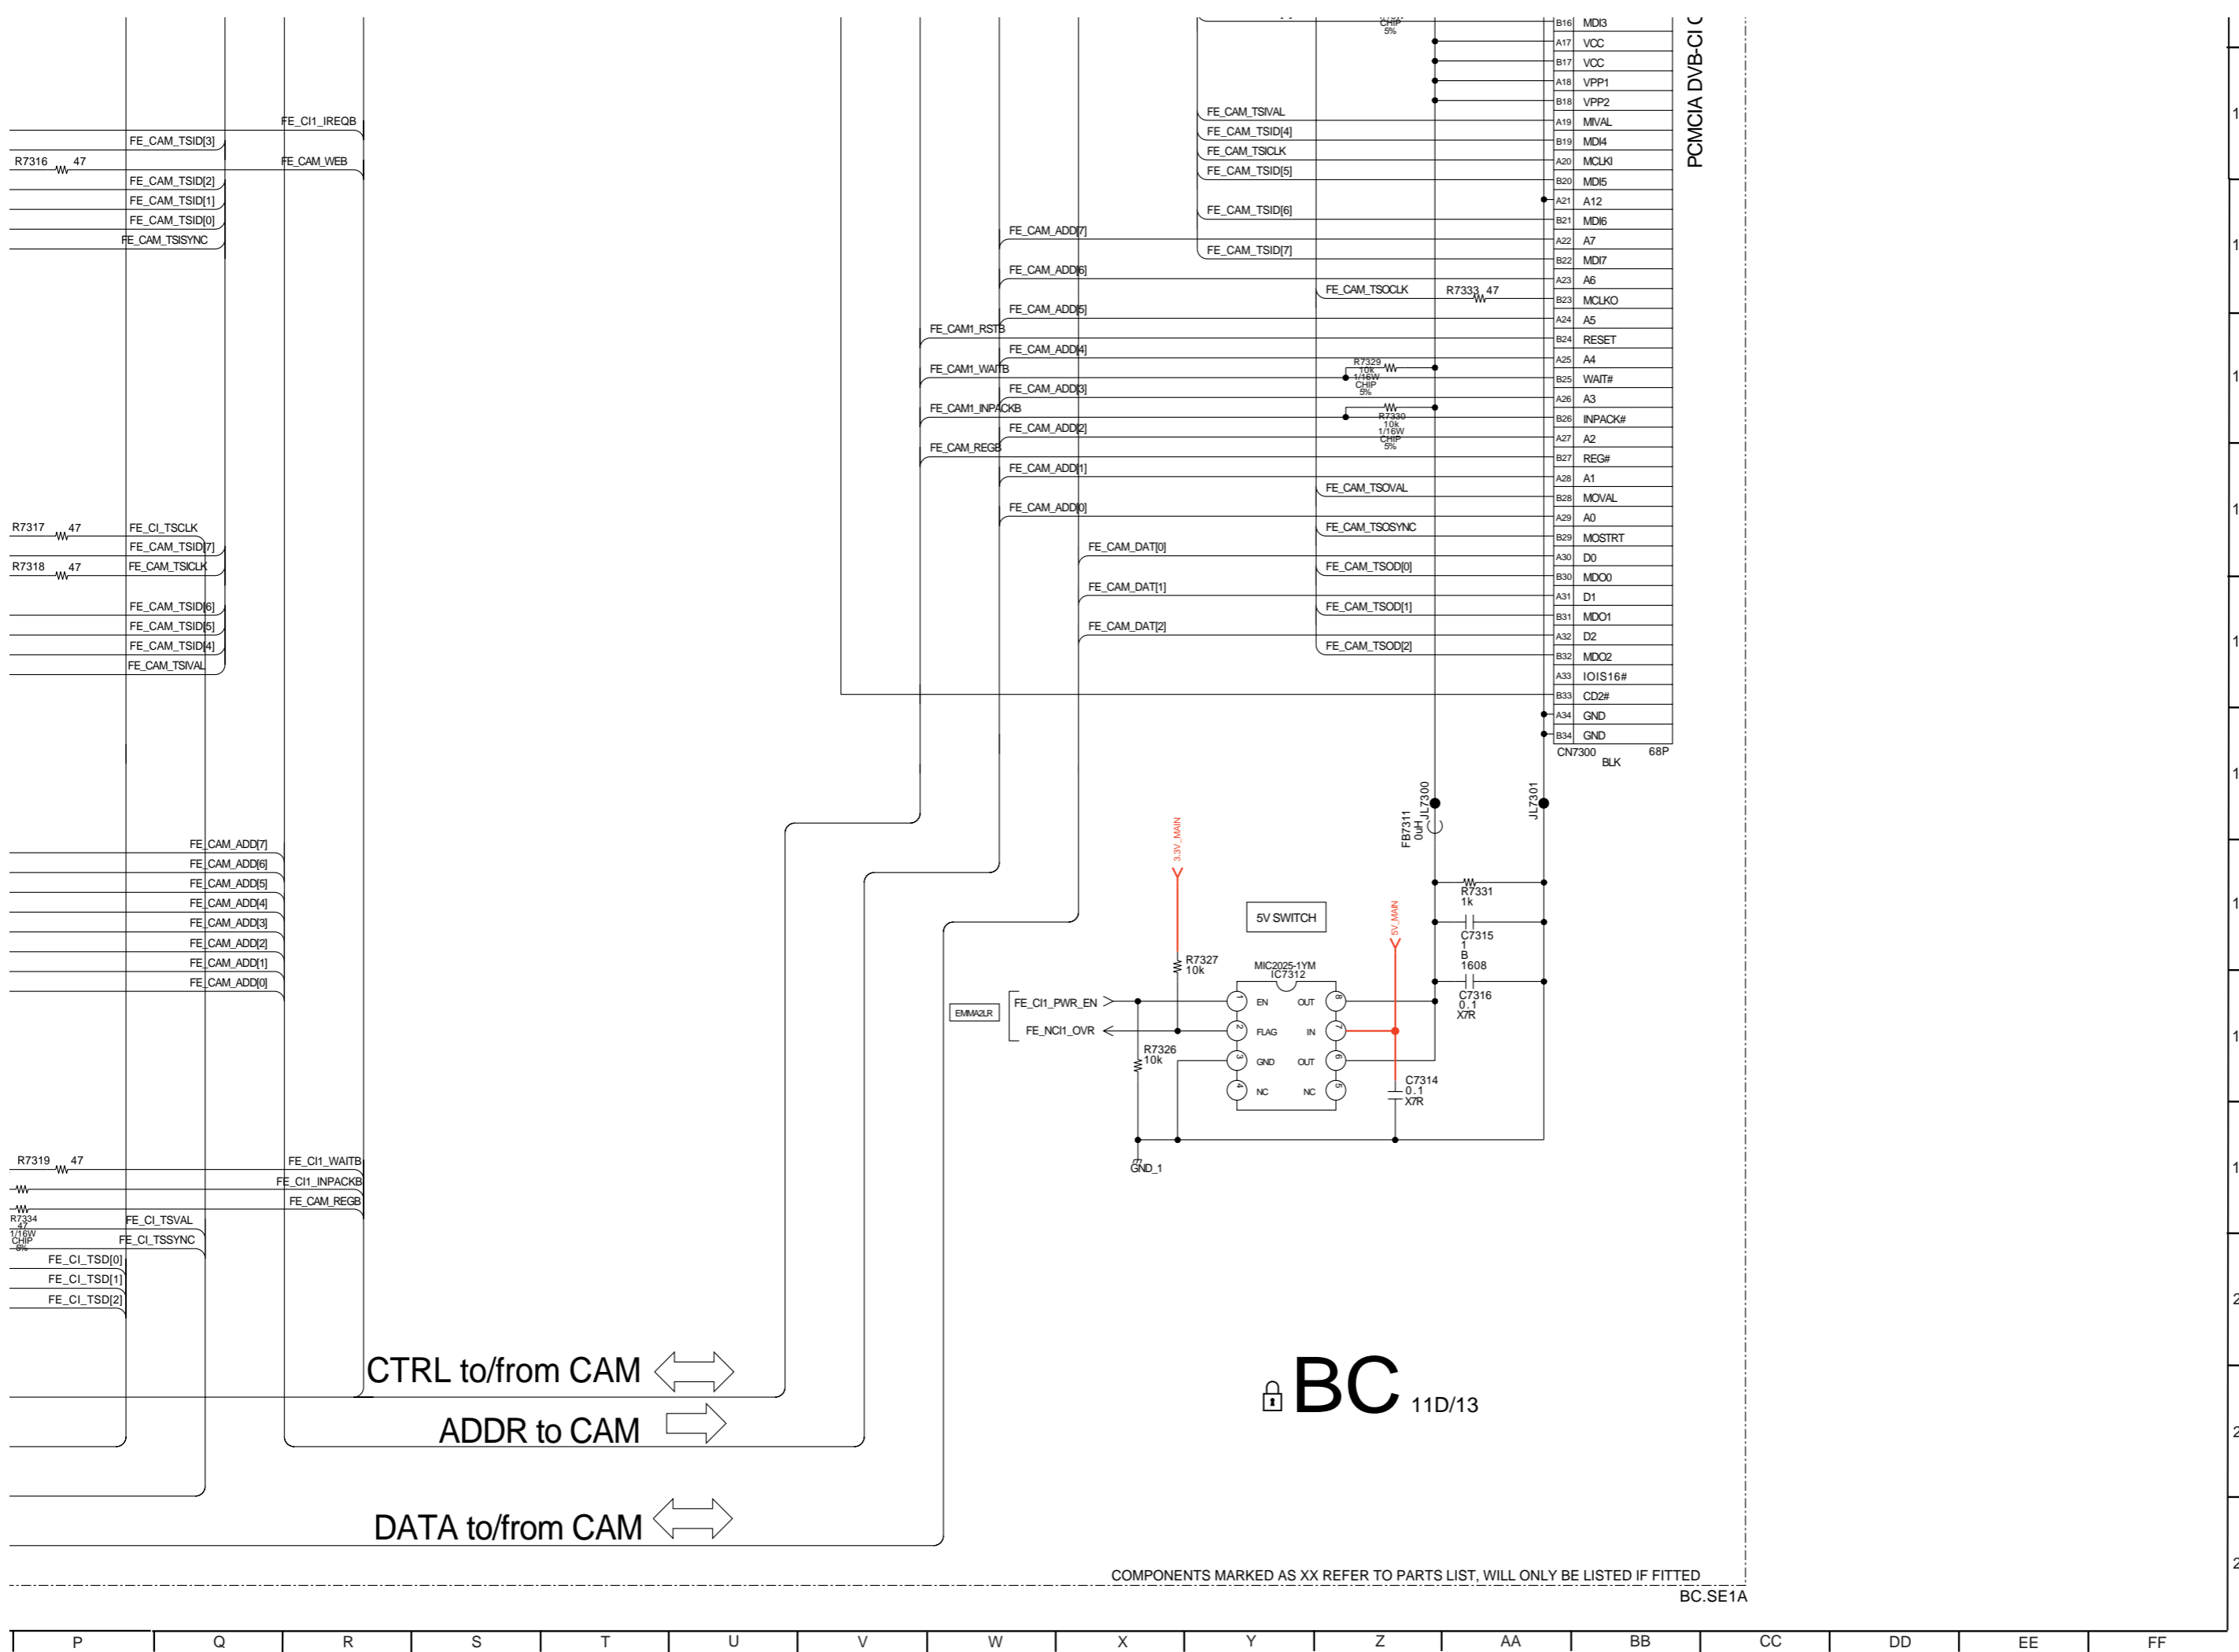 CHIP
5%
B16 MDI3
A17 VCC
B17 VCC
A18 VPP1
B18 VPP2
A19 MIVAL
B19 MDI4
A20 MCLKI
B20 MDI5
A21 A12
B21 MDI6
A22 A7
B22 MDI7
A23 A6
B23 MCLKO
A24 A5
B24 RESET
A25 A4
B25 WAIT#
A26 A3
B26 INPACK#
A27 A2
B27 REG#
A28 A1
B28 MOVAL
A29 A0
B29 MOSTRT
A30 D0
B30 MDO0
A31 D1
B31 MDO1
A32 D2
B32 MDO2
A33 IOIS16#
B33 CD2#
A34 GND
B34 GND
CN7300 68P
BLK
PCMCIA DVB-CI
FE_CI1_IREQB
FE_CAM_TSID[3]
R7316 47
FE_CAM_WEB
FE_CAM_TSID[2]
FE_CAM_TSID[1]
FE_CAM_TSID[0]
FE_CAM_TSISYNC
R7317 47
FE_CI_TSCLK
FE_CAM_TSID[7]
R7318 47
FE_CAM_TSICLK
FE_CAM_TSID[6]
FE_CAM_TSID[5]
FE_CAM_TSID[4]
FE_CAM_TSIVAL
FE_CAM_ADD[7]
FE_CAM_ADD[6]
FE_CAM_ADD[5]
FE_CAM_ADD[4]
FE_CAM_ADD[3]
FE_CAM_ADD[2]
FE_CAM_ADD[1]
FE_CAM_ADD[0]
R7319 47
FE_CI1_WAITB
FE_CI1_INPACKB
FE_CAM_REGB
R7334
47
1/16W
CHIP
5%
FE_CI_TSVAL
FE_CI_TSSYNC
FE_CI_TSD[0]
FE_CI_TSD[1]
FE_CI_TSD[2]
FE_CAM_TSIVAL
FE_CAM_TSID[4]
FE_CAM_TSICLK
FE_CAM_TSID[5]
FE_CAM_TSID[6]
FE_CAM_ADD[7]
FE_CAM_TSID[7]
FE_CAM_ADD[6]
FE_CAM_TSOCLK
R7333 47
FE_CAM_ADD[5]
FE_CAM1_RSTB
FE_CAM_ADD[4]
FE_CAM1_WAITB
R7329
10k
1/16W
CHIP
5%
FE_CAM_ADD[3]
FE_CAM1_INPACKB
R7330
10k
1/16W
CHIP
5%
FE_CAM_ADD[2]
FE_CAM_REGB
FE_CAM_ADD[1]
FE_CAM_TSOVAL
FE_CAM_ADD[0]
FE_CAM_TSOSYNC
FE_CAM_DAT[0]
FE_CAM_TSOD[0]
FE_CAM_DAT[1]
FE_CAM_TSOD[1]
FE_CAM_DAT[2]
FE_CAM_TSOD[2]
JL7300
JL7301
FB7311
0uH
3.3V_MAIN
5V_MAIN
5V SWITCH
R7331
1k
C7315
1
B
1608
C7316
0.1
X7R
R7327
10k
MIC2025-1YM
IC7312
EMMA2LR
FE_CI1_PWR_EN
FE_NCI1_OVR
1 EN OUT 8
2 FLAG IN 7
3 GND OUT 6
4 NC NC 5
R7326
10k
C7314
0.1
X7R
GND_1
CTRL to/from CAM
ADDR to CAM
DATA to/from CAM
BC 11D/13
COMPONENTS MARKED AS XX REFER TO PARTS LIST, WILL ONLY BE LISTED IF FITTED
BC.SE1A
P Q R S T U V W X Y Z AA BB CC DD EE FF